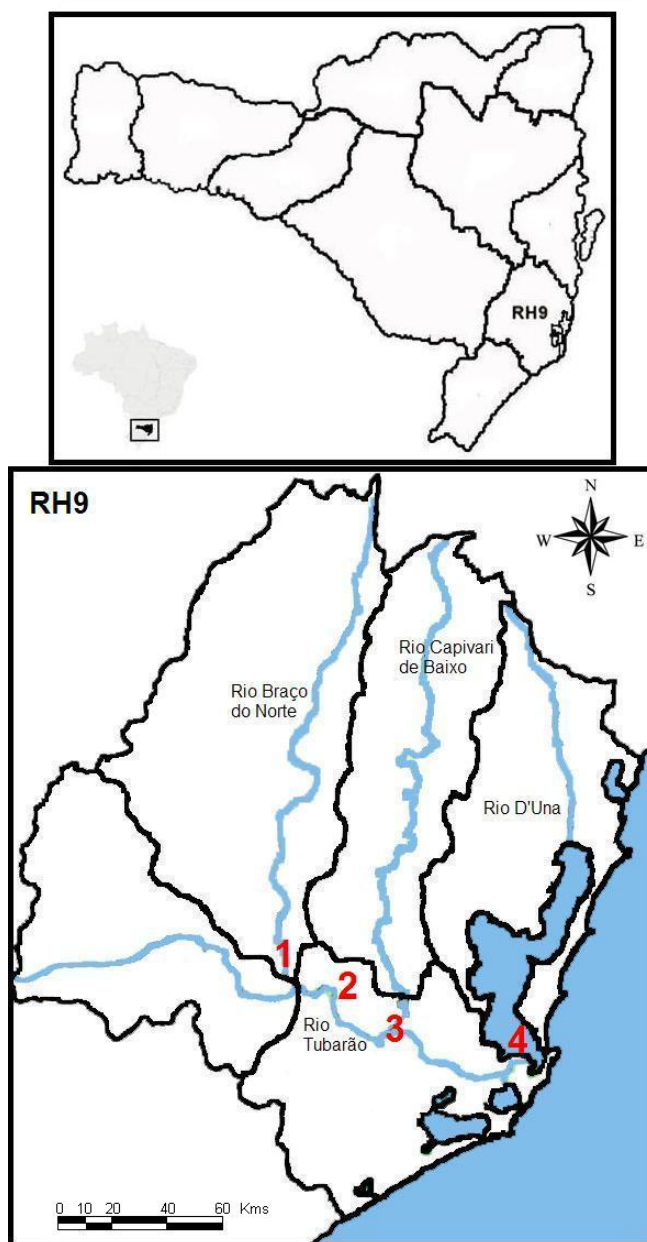 RH9
RH9
N
W E
S
Rio Capivari
de Baixo
Rio Braço
do Norte
Rio D'Una
1
2
3
Rio
Tubarão
4
0 10 20 40 60 Kms